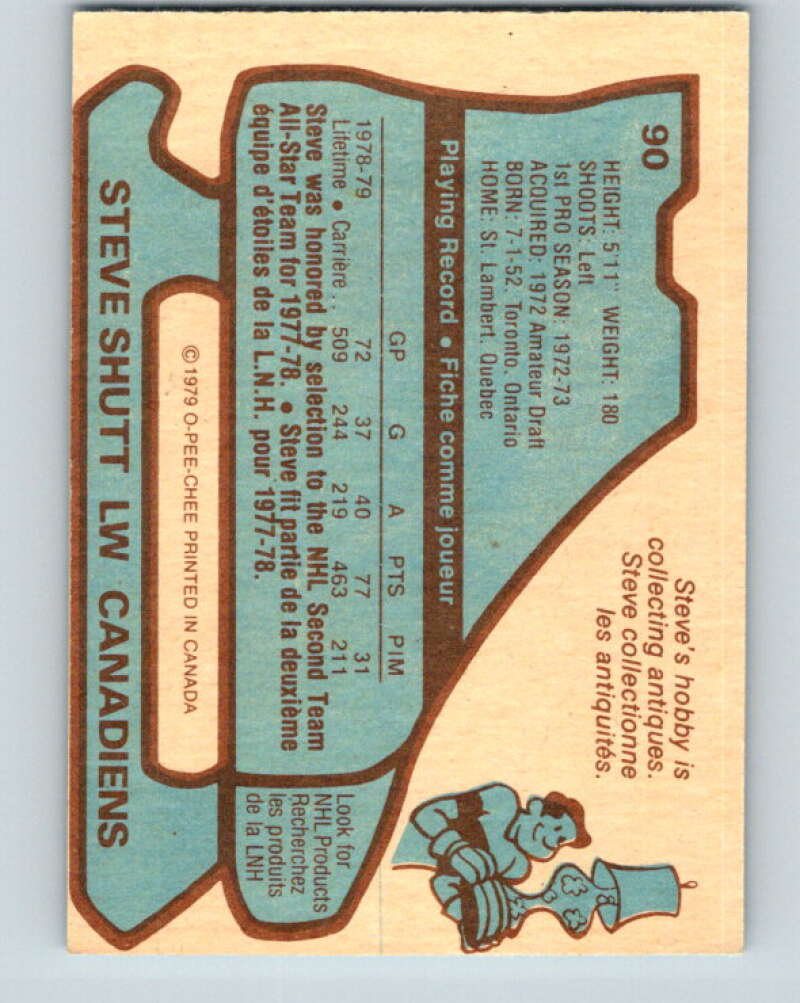 90
HEIGHT: 5'11" WEIGHT: 180
SHOOTS: Left
1st PRO SEASON: 1972-73
ACQUIRED: 1972 Amateur Draft
BORN: 7-1-52, Toronto, Ontario
HOME: St. Lambert, Quebec
Steve's hobby is
collecting antiques.
Steve collectionne
les antiquités.
Playing Record • Fiche comme joueur
GP G A PTS PIM
1978-79 72 37 40 77 31
Lifetime • Carrière .. 509 244 219 463 211
Steve was honored by selection to the NHL Second Team
All-Star Team for 1977-78. • Steve fit partie de la deuxième
équipe d'étoiles de la L.N.H. pour 1977-78.
Look for
NHL Products
Recherchez
les produits
de la LNH
© 1979 O-PEE-CHEE PRINTED IN CANADA
STEVE SHUTT LW CANADIENS